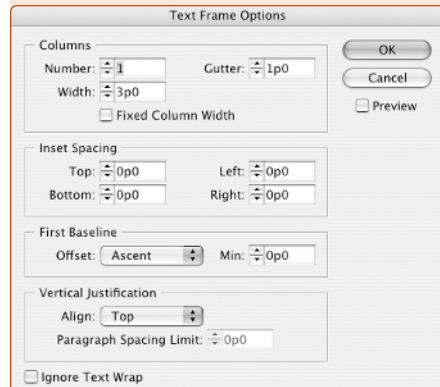 Text Frame Options
Columns
Number: 1 Gutter: 1p0
Width: 3p0
Fixed Column Width
OK
Cancel
Preview
Inset Spacing
Top: 0p0 Left: 0p0
Bottom: 0p0 Right: 0p0
First Baseline
Offset: Ascent Min: 0p0
Vertical Justification
Align: Top
Paragraph Spacing Limit: 0p0
Ignore Text Wrap